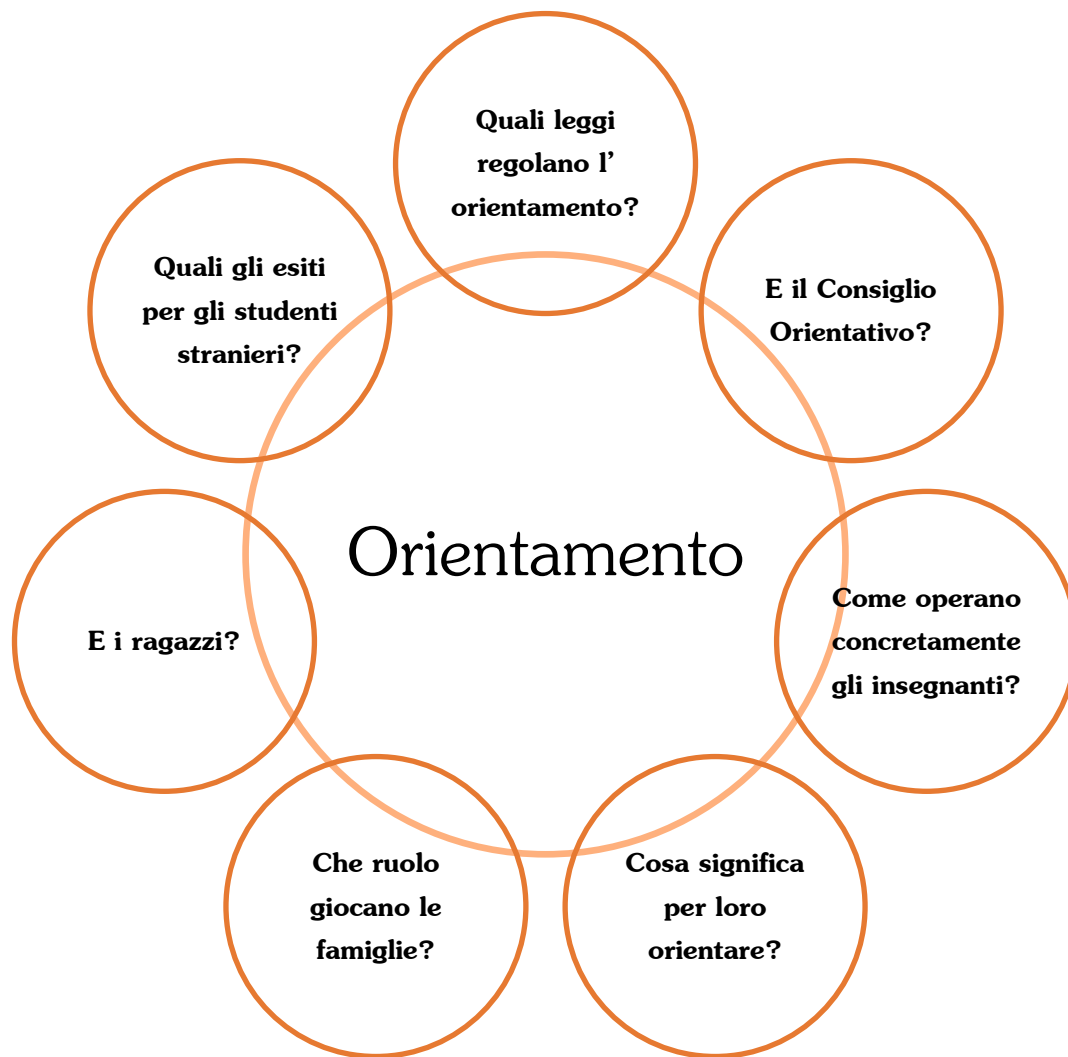 Quali leggi
regolano l'
orientamento?
E il Consiglio
Orientativo?
Come operano
concretamente
gli insegnanti?
Cosa significa
per loro
orientare?
Che ruolo
giocano le
famiglie?
E i ragazzi?
Quali gli esiti
per gli studenti
stranieri?
Orientamento